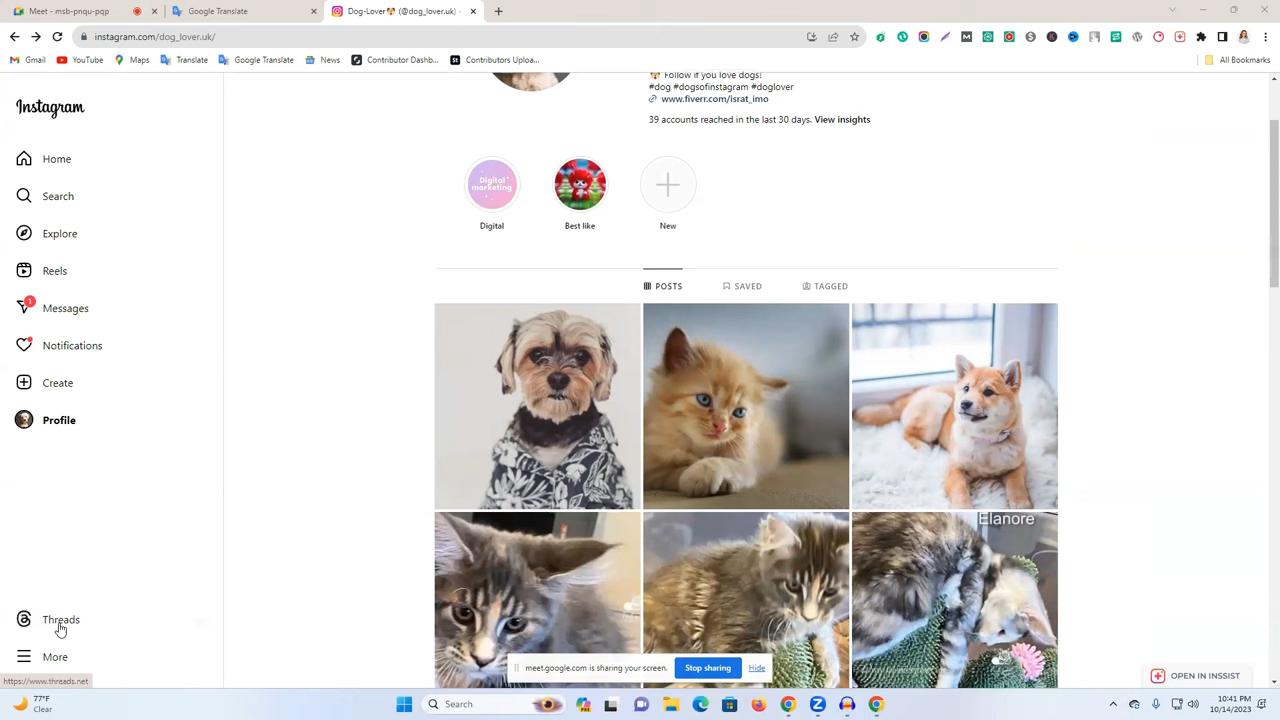 Meet - msb-pnqu-pqp
Google Translate
Dog-Lover🐶 (@dog_lover.uk)
instagram.com/dog_lover.uk/
Gmail
YouTube
Maps
Translate
Google Translate
News
Contributor Dashb...
Contributors Uploa...
All Bookmarks
Instagram
Home
Search
Explore
Reels
1
Messages
Notifications
Create
Profile
Threads
More
https://www.threads.net
🐶 Follow if you love dogs!
#dog #dogsofinstagram #doglover
www.fiverr.com/israt_imo
39 accounts reached in the last 30 days. View insights
Digital marketing
Digital
Best like
New
POSTS
SAVED
TAGGED
Elanore
meet.google.com is sharing your screen.
Stop sharing
Hide
OPEN IN INSSIST
77°F
Clear
Search
10:41 PM
10/14/2023